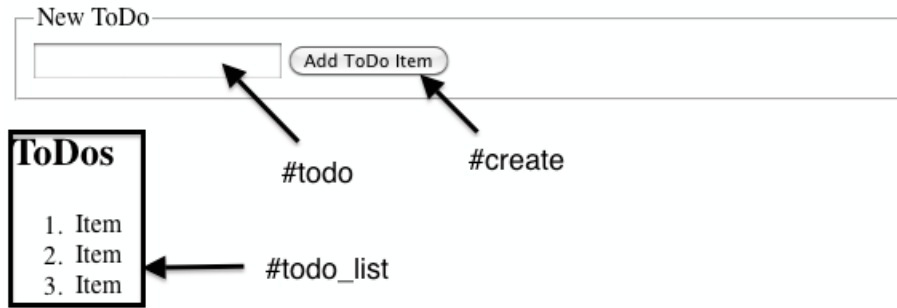 New ToDo
Add ToDo Item
#todo
#create
ToDos
1. Item
2. Item
3. Item
#todo_list